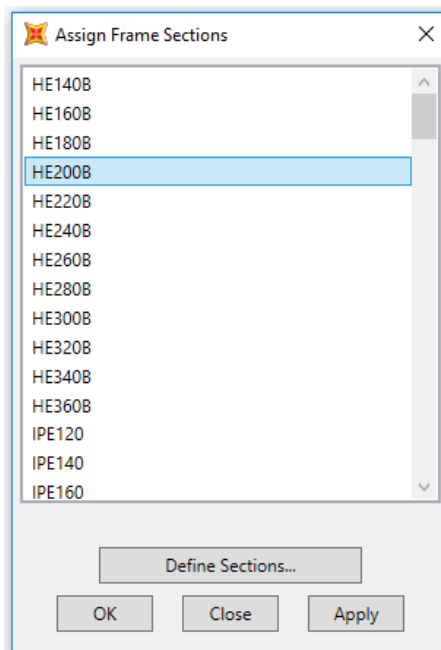 Assign Frame Sections
HE140B
HE160B
HE180B
HE200B
HE220B
HE240B
HE260B
HE280B
HE300B
HE320B
HE340B
HE360B
IPE120
IPE140
IPE160
Define Sections...
OK Close Apply